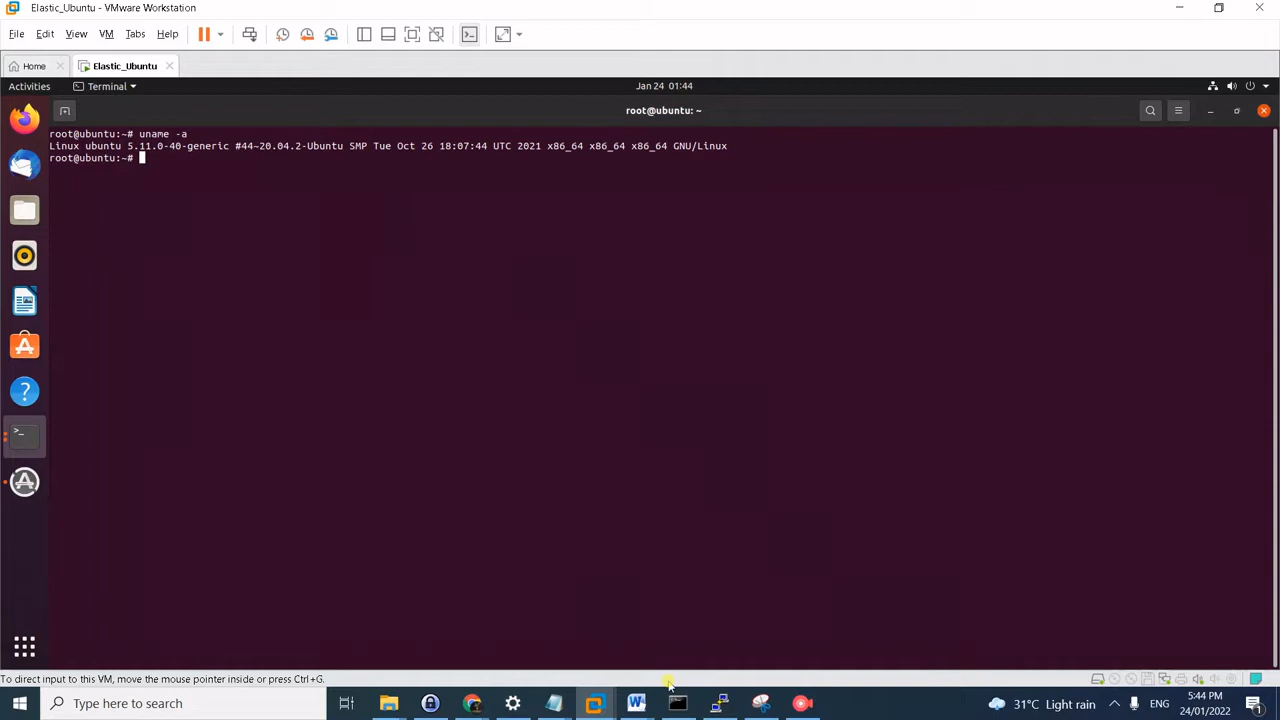 Elastic_Ubuntu - VMware Workstation
File Edit View VM Tabs Help
Home Elastic_Ubuntu
Activities Terminal Jan 24 01:44
root@ubuntu: ~
root@ubuntu:~# uname -a
Linux ubuntu 5.11.0-40-generic #44~20.04.2-Ubuntu SMP Tue Oct 26 18:07:44 UTC 2021 x86_64 x86_64 x86_64 GNU/Linux
root@ubuntu:~#
To direct input to this VM, move the mouse pointer inside or press Ctrl+G.
Type here to search
31°C Light rain
ENG
5:44 PM
24/01/2022
1